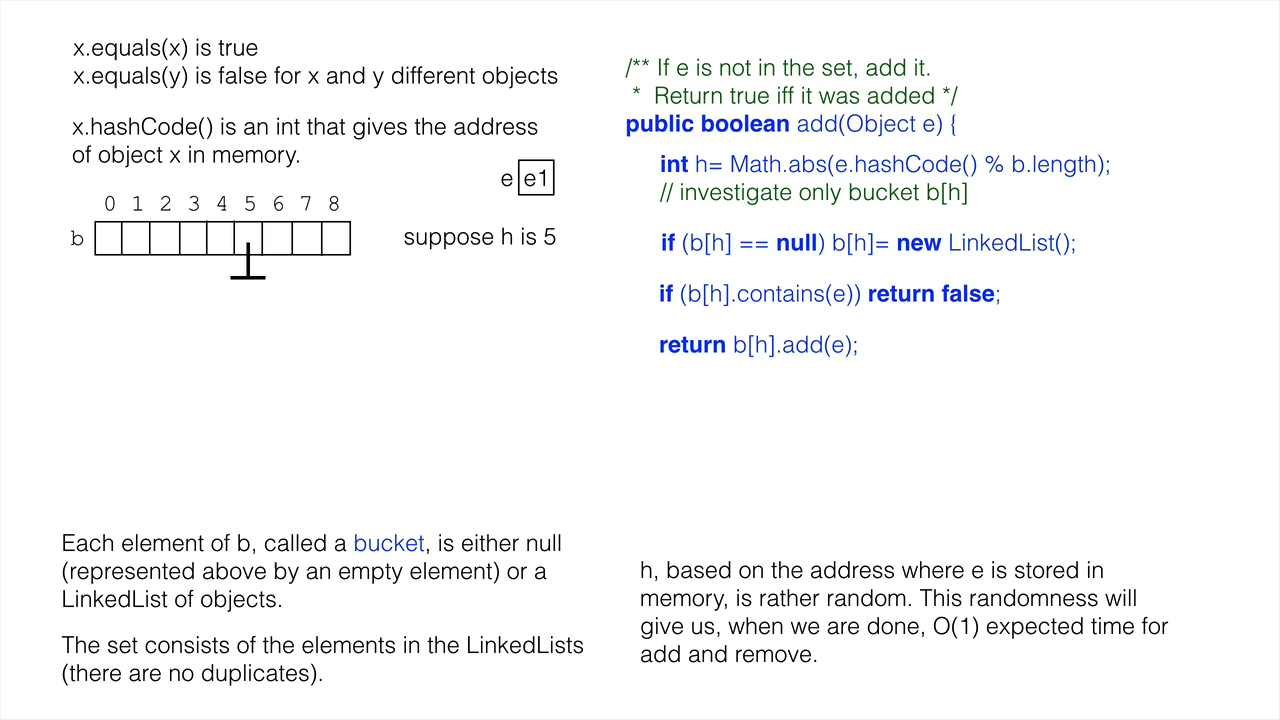 x.equals(x) is true
x.equals(y) is false for x and y different objects
x.hashCode() is an int that gives the address
of object x in memory.
e e1
0 1 2 3 4 5 6 7 8
b
suppose h is 5
Each element of b, called a bucket, is either null
(represented above by an empty element) or a
LinkedList of objects.
The set consists of the elements in the LinkedLists
(there are no duplicates).
/** If e is not in the set, add it.
* Return true iff it was added */
public boolean add(Object e) {
int h= Math.abs(e.hashCode() % b.length);
// investigate only bucket b[h]
if (b[h] == null) b[h]= new LinkedList();
if (b[h].contains(e)) return false;
return b[h].add(e);
h, based on the address where e is stored in
memory, is rather random. This randomness will
give us, when we are done, O(1) expected time for
add and remove.